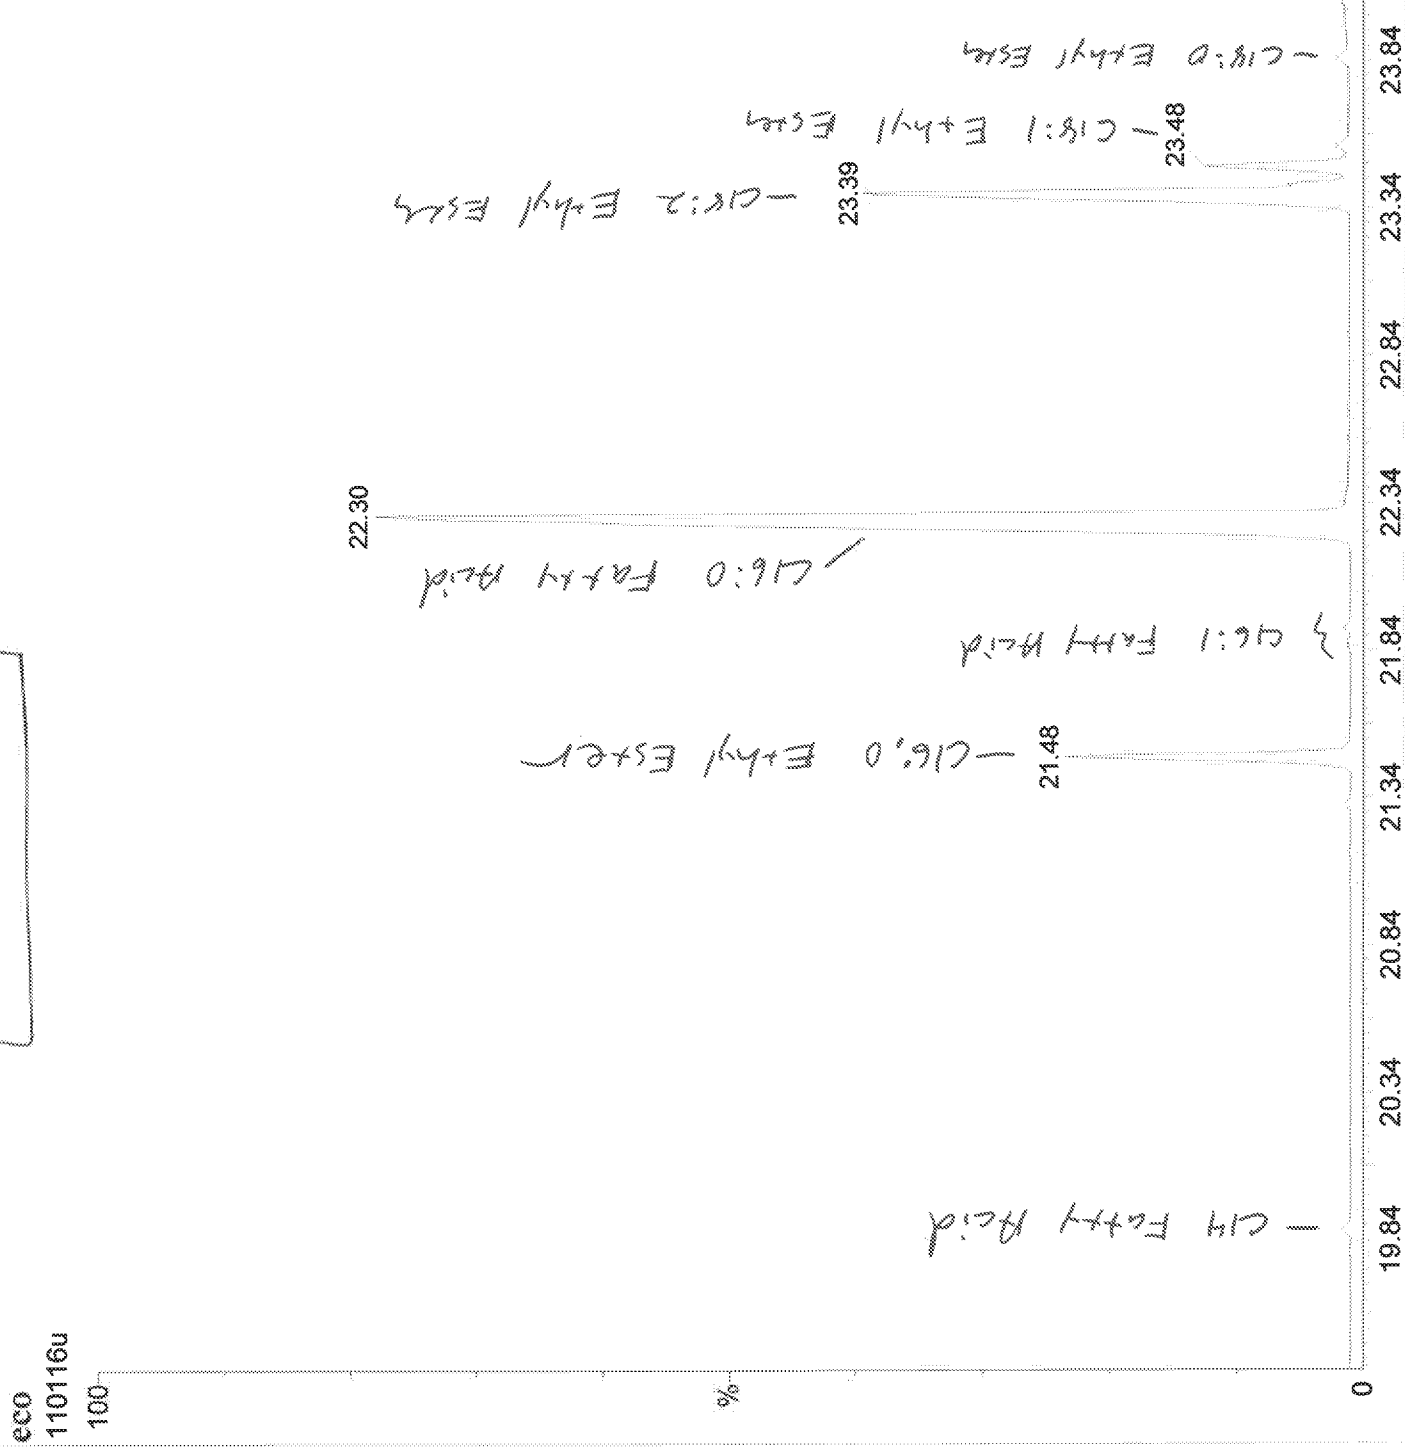 eco
110116u
100
%
0
C14 Fatty Acid
C16:0 Ethyl Ester
21.48
C16:1 Fatty Acid
C16:0 Fatty Acid
22.30
C18:2 Ethyl Ester
23.39
C18:1 Ethyl Ester
23.48
C18:0 Ethyl Ester
19.84
20.34
20.84
21.34
21.84
22.34
22.84
23.34
23.84